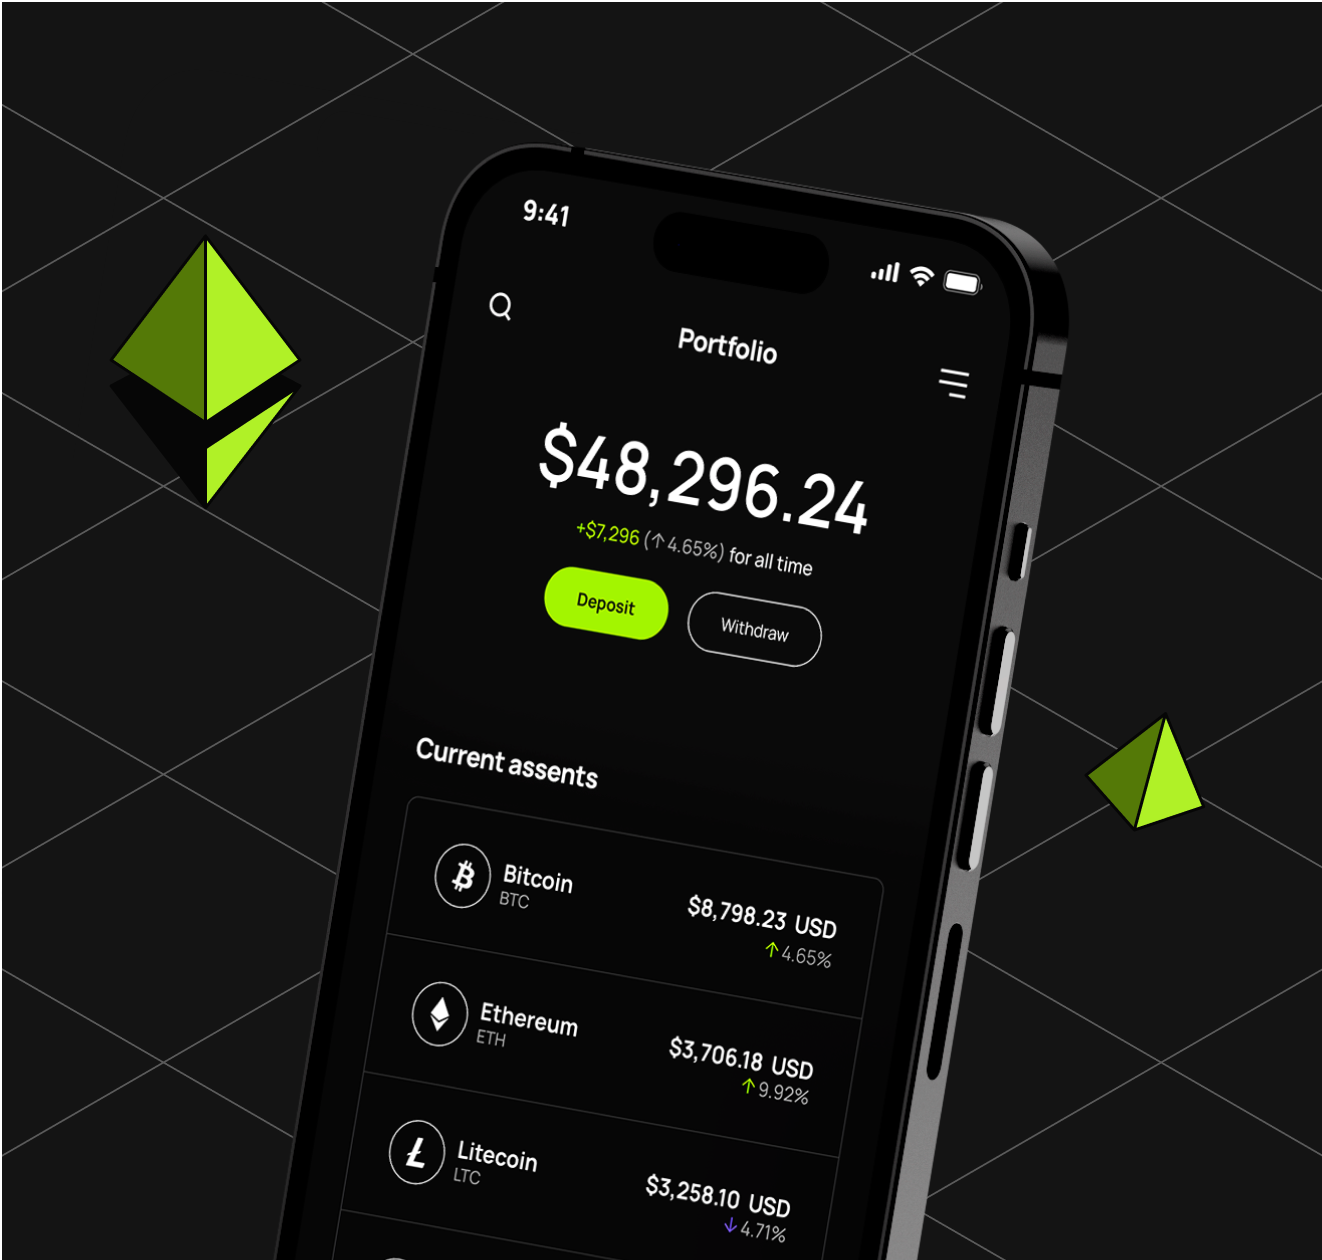 9:41
Portfolio
$48,296.24
+$7,296 (↑4.65%) for all time
Deposit
Withdraw
Current assents
Bitcoin
BTC
$8,798.23 USD
↑4.65%
Ethereum
ETH
$3,706.18 USD
↑9.92%
Litecoin
LTC
$3,258.10 USD
↓4.71%